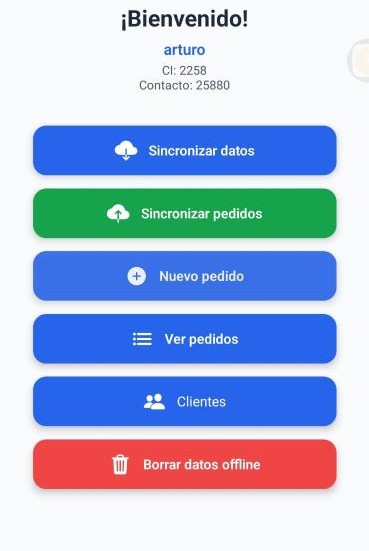 ¡Bienvenido!
arturo
CI: 2258
Contacto: 25880
Sincronizar datos
Sincronizar pedidos
Nuevo pedido
Ver pedidos
Clientes
Borrar datos offline